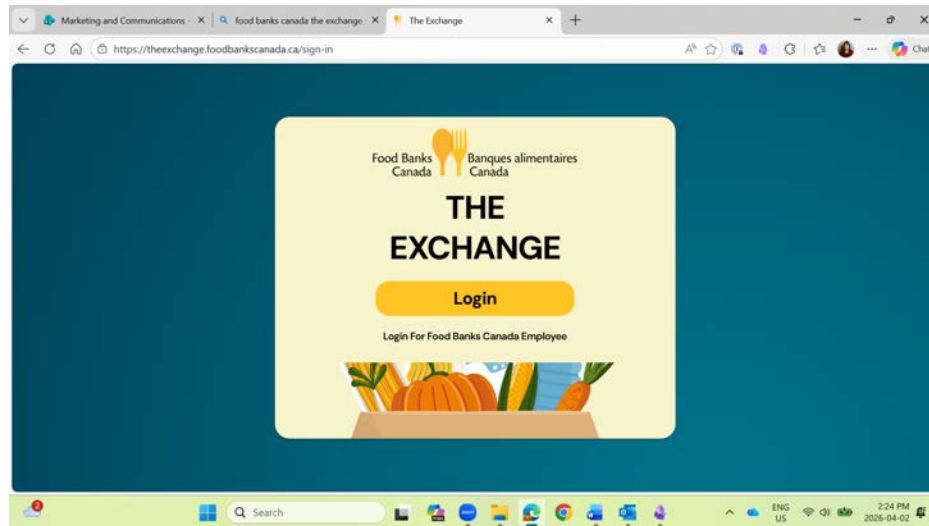 Marketing and Communications
food banks canada the exchange
The Exchange
https://theexchange.foodbankscanada.ca/sign-in
Chat
Food Banks Canada
Banques alimentaires Canada
THE
EXCHANGE
Login
Login For Food Banks Canada Employee
2
Search
ENG
US
2:24 PM
2026-04-02